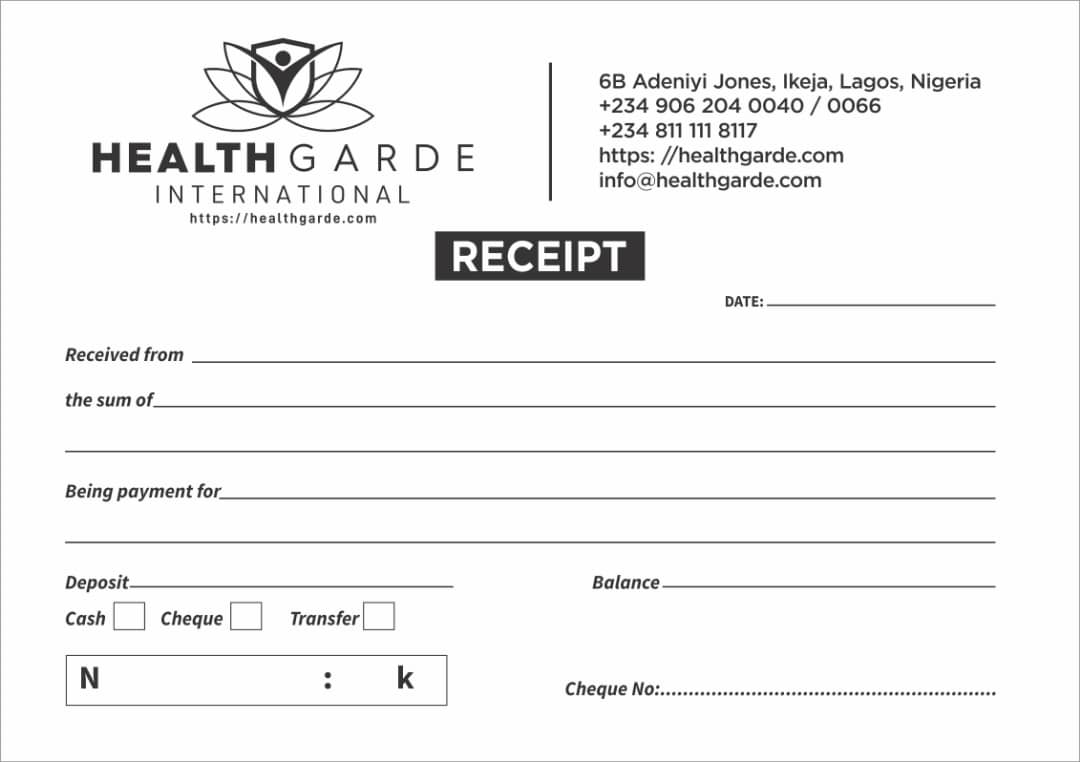 HEALTH GARDE
INTERNATIONAL
https://healthgarde.com
6B Adeniyi Jones, Ikeja, Lagos, Nigeria
+234 906 204 0040 / 0066
+234 811 111 8117
https: //healthgarde.com
info@healthgarde.com
RECEIPT
DATE:
Received from
the sum of
Being payment for
Deposit Balance
Cash Cheque Transfer
N : k
Cheque No: